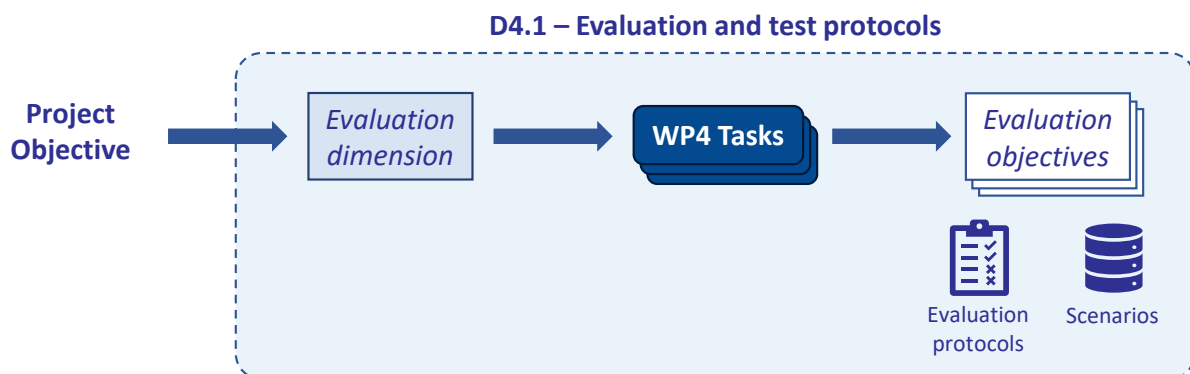 D4.1 – Evaluation and test protocols
Project
Objective
Evaluation
dimension
WP4 Tasks
Evaluation
objectives
Evaluation
protocols
Scenarios